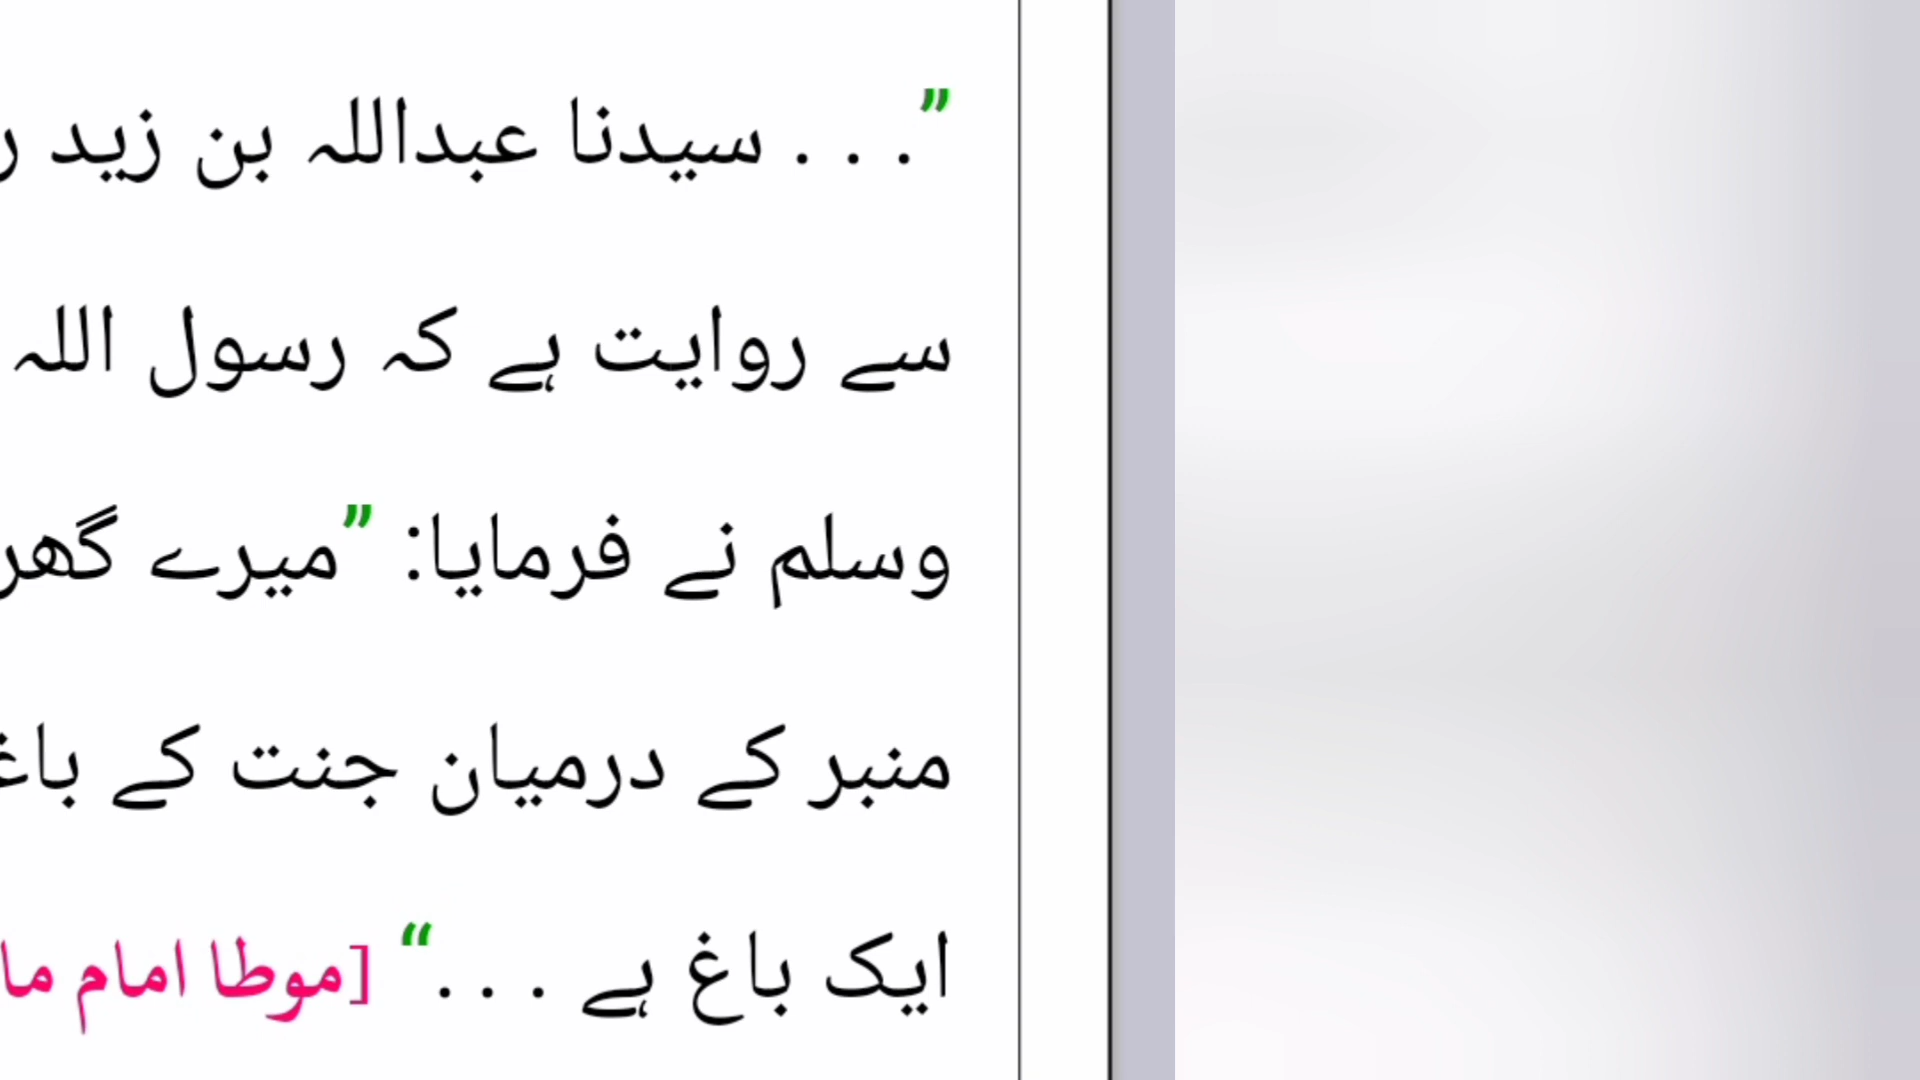 ”. . . سیدنا عبداللہ بن زید
سے روایت ہے کہ رسول اللہ
وسلم نے فرمایا: ”میرے گھر
منبر کے درمیان جنت کے
ایک باغ ہے . . .“ [موطا امام